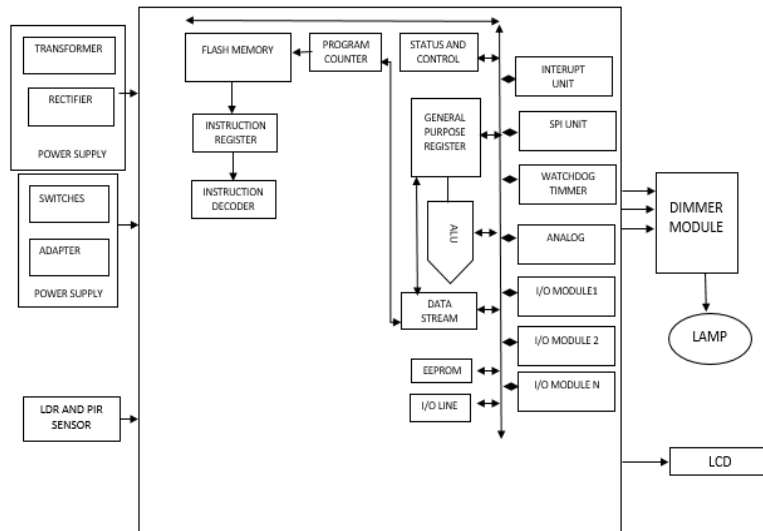 TRANSFORMER
RECTIFIER
POWER SUPPLY
SWITCHES
ADAPTER
POWER SUPPLY
LDR AND PIR
SENSOR
FLASH MEMORY
PROGRAM
COUNTER
STATUS AND
CONTROL
INSTRUCTION
REGISTER
INSTRUCTION
DECODER
GENERAL
PURPOSE
REGISTER
ALU
DATA
STREAM
EEPROM
I/O LINE
INTERUPT
UNIT
SPI UNIT
WATCHDOG
TIMMER
ANALOG
I/O MODULE1
I/O MODULE 2
I/O MODULE N
DIMMER
MODULE
LAMP
LCD